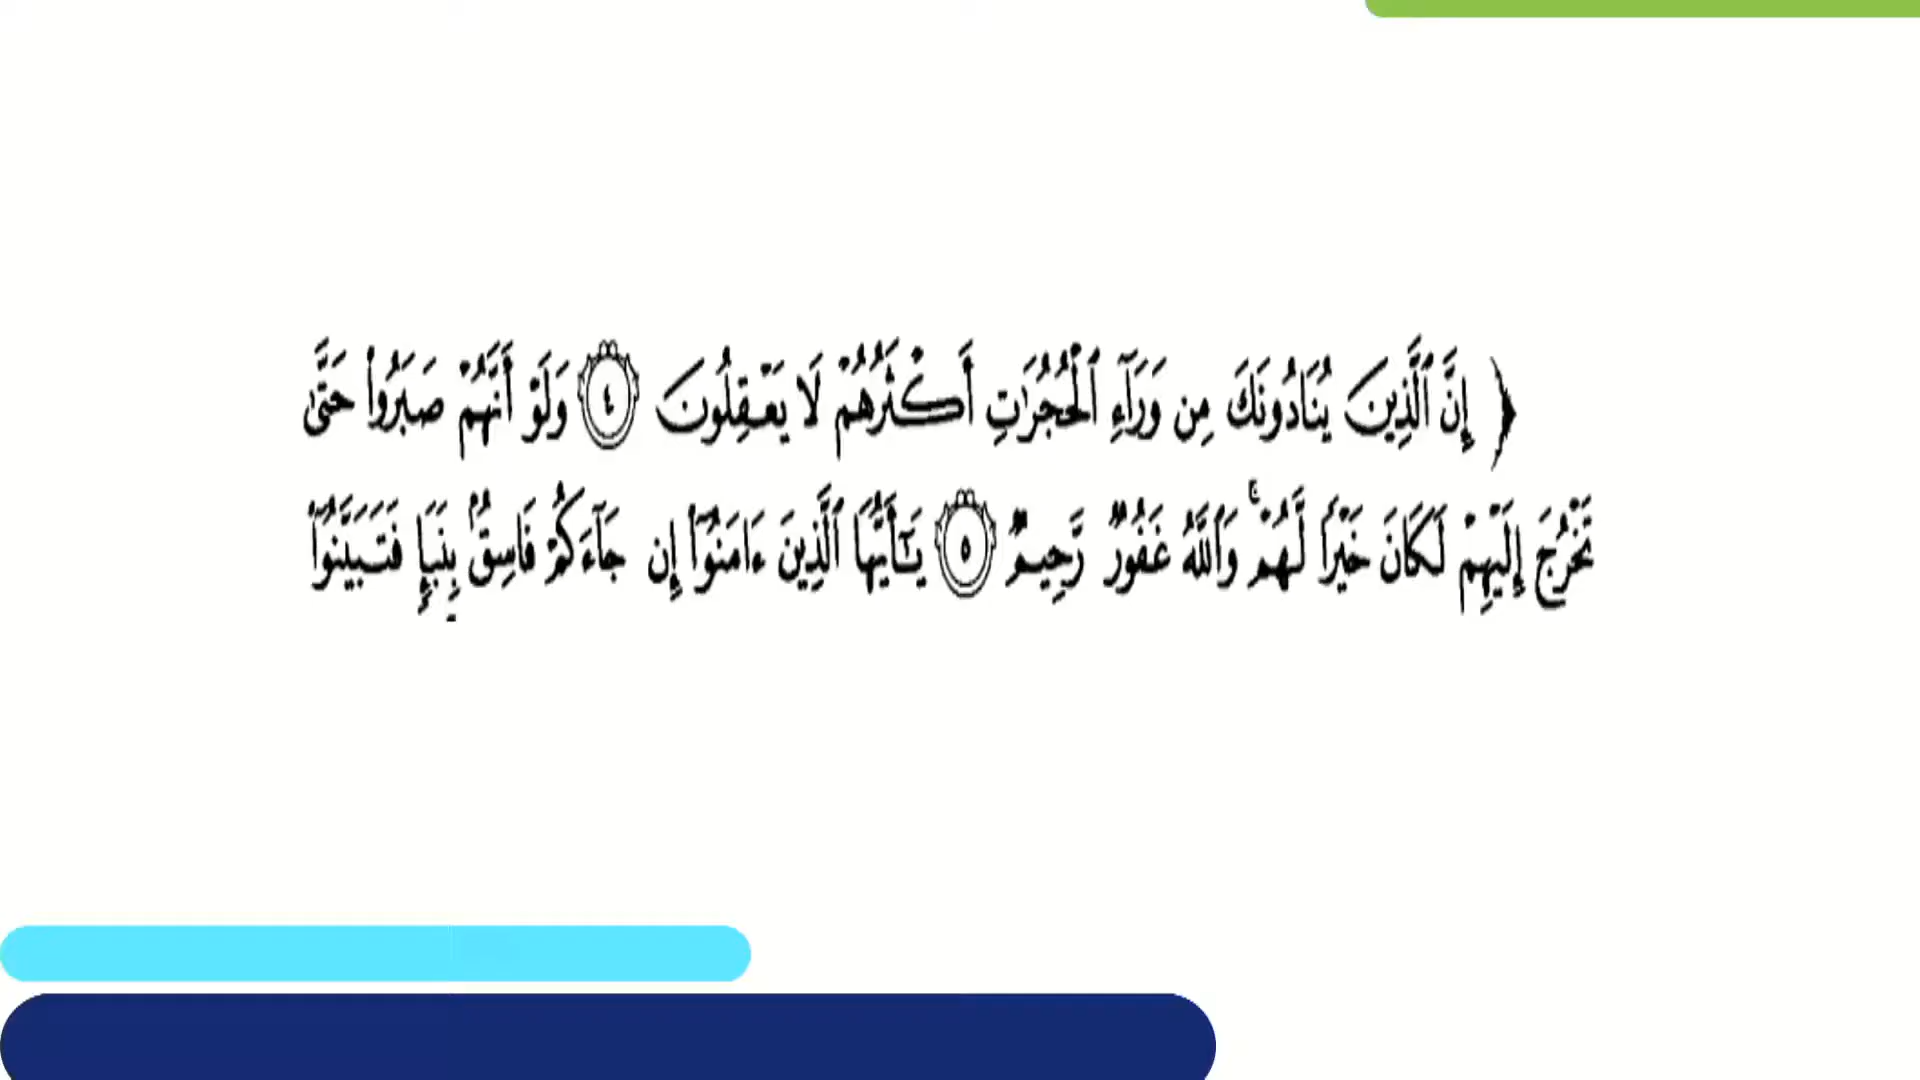 ﴿ إِنَّ ٱلَّذِينَ يُنَادُونَكَ مِن وَرَآءِ ٱلْحُجُرَٰتِ أَكْثَرُهُمْ لَا يَعْقِلُونَ ٤ وَلَوْ أَنَّهُمْ صَبَرُوا۟ حَتَّىٰ
تَخْرُجَ إِلَيْهِمْ لَكَانَ خَيْرًا لَّهُمْ ۚ وَٱللَّهُ غَفُورٌ رَّحِيمٌ ٥ يَـٰٓأَيُّهَا ٱلَّذِينَ ءَامَنُوٓا۟ إِن جَآءَكُمْ فَاسِقٌۢ بِنَبَإٍ فَتَبَيَّنُوٓا۟